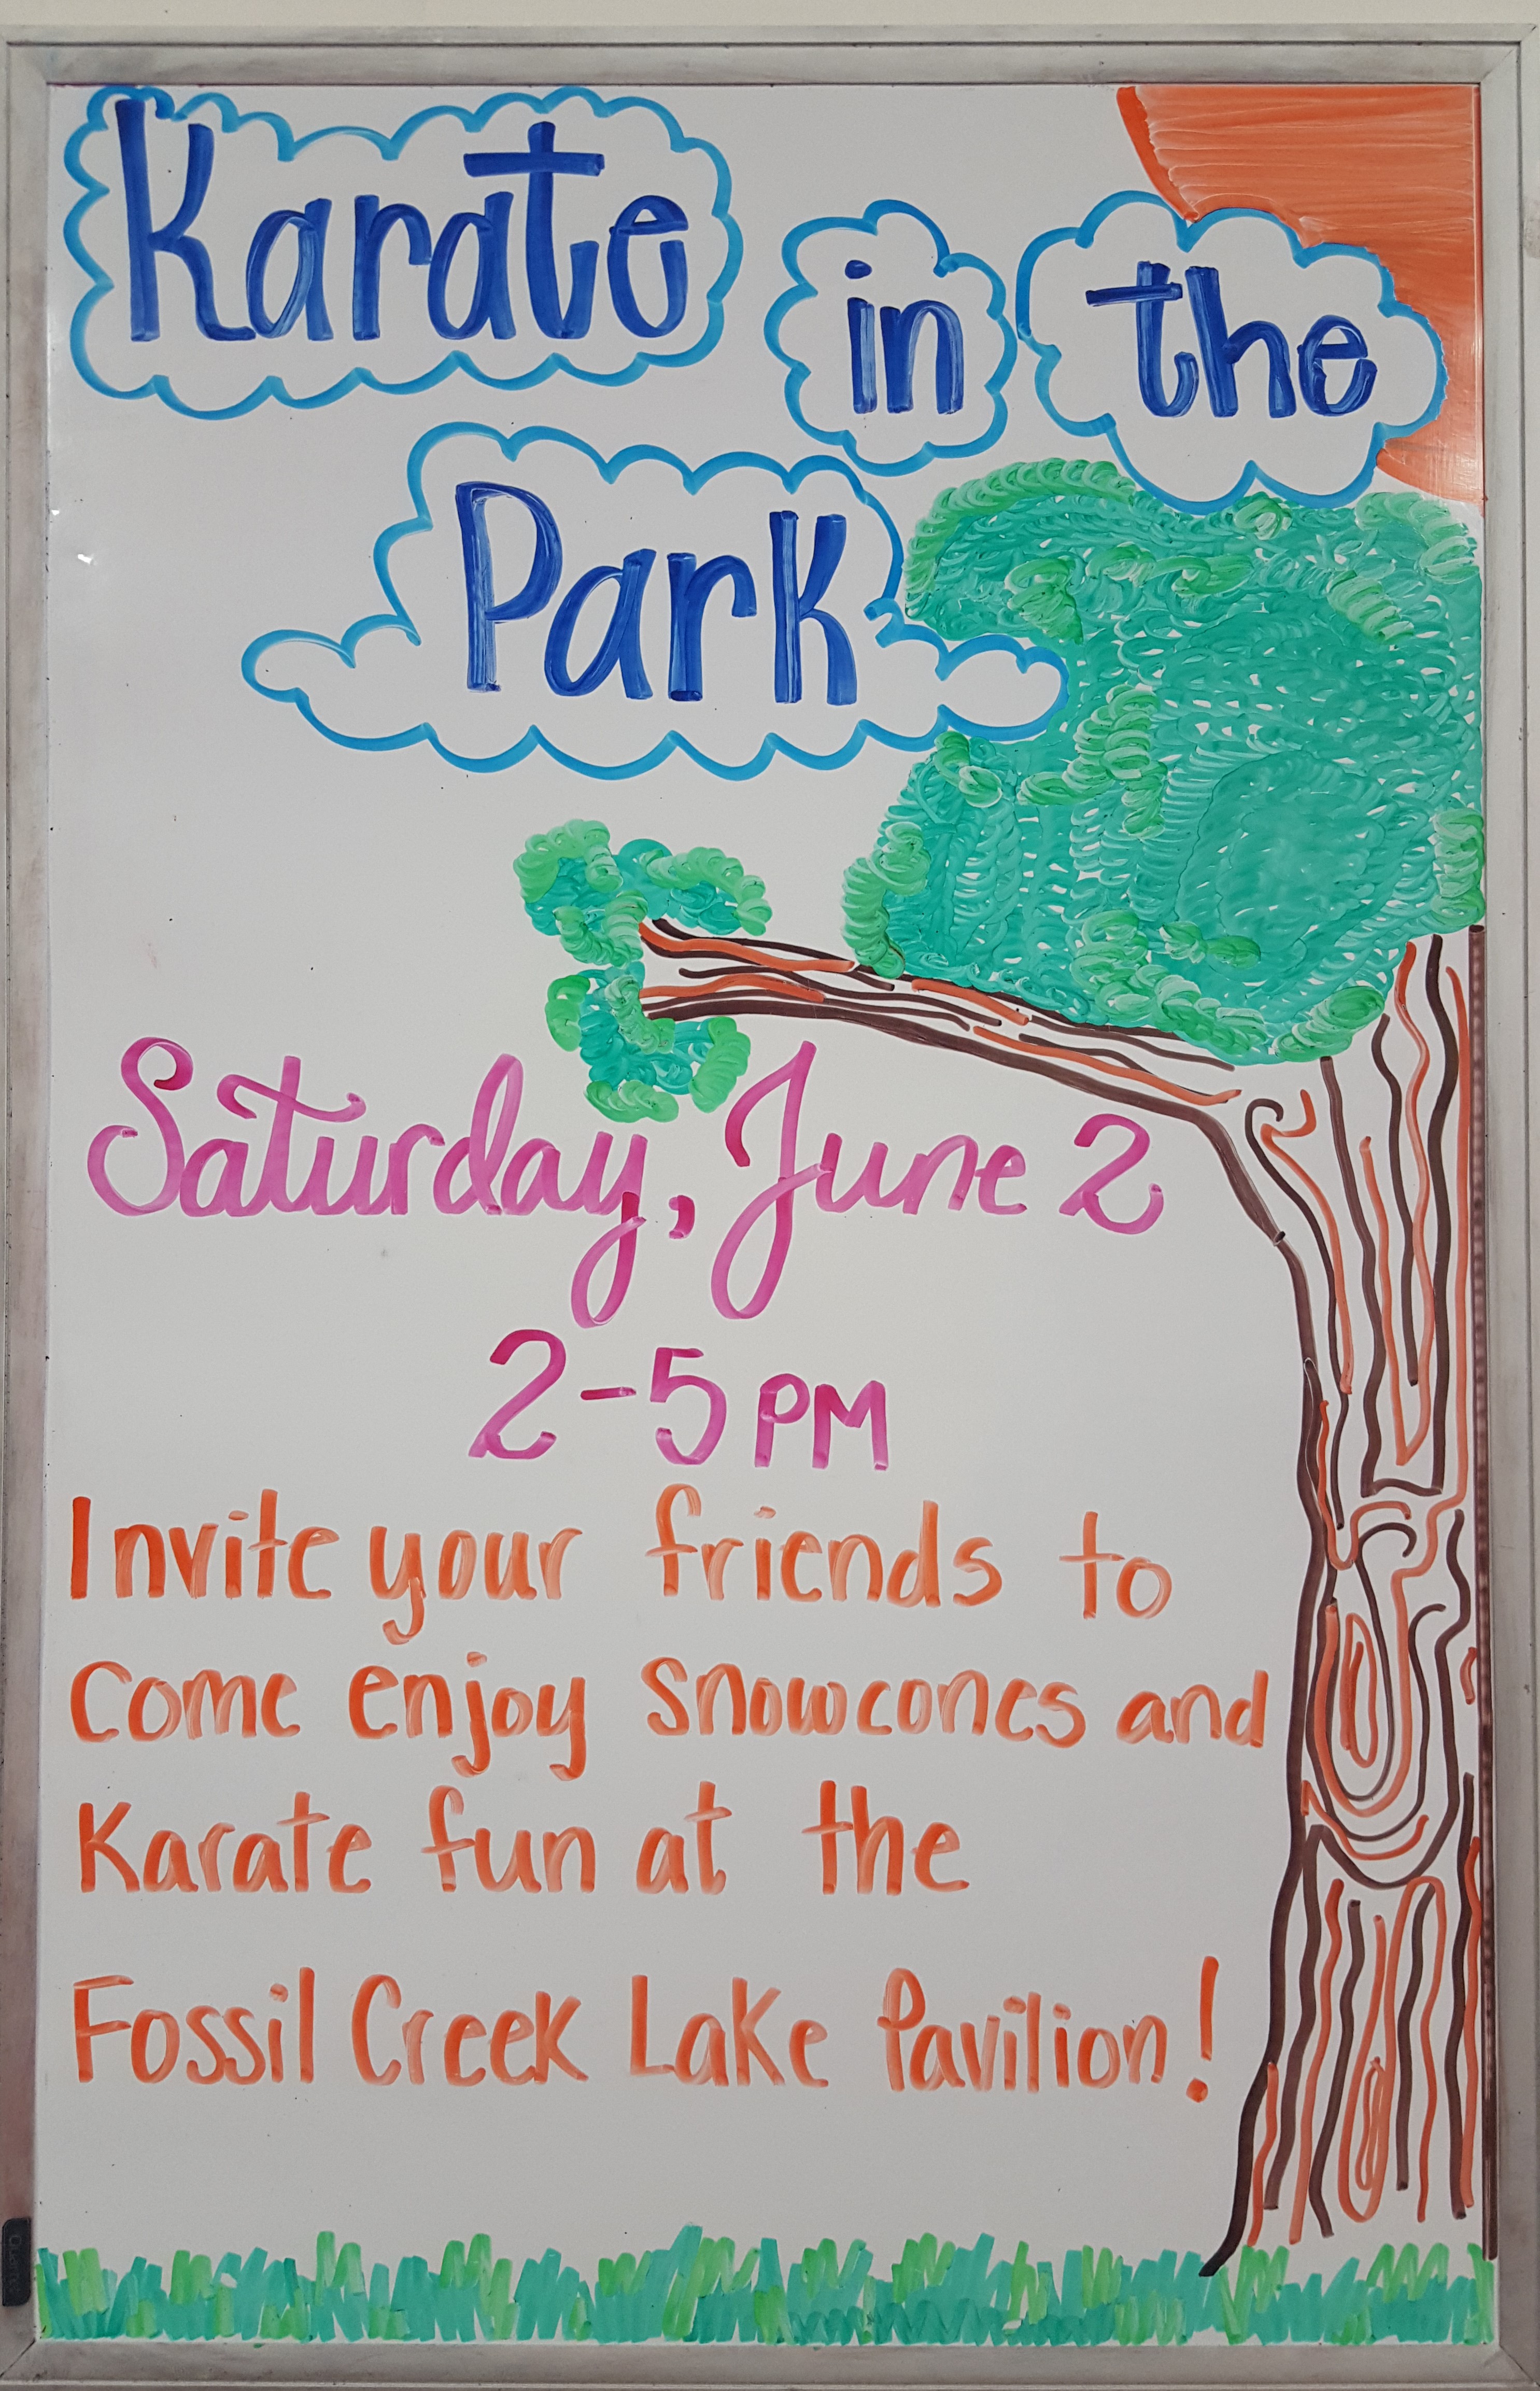 Karate in the
Park
Saturday, June 2
2-5 PM
Invite your friends to
Come enjoy Snowcones and
Karate fun at the
Fossil Creek Lake Pavilion!